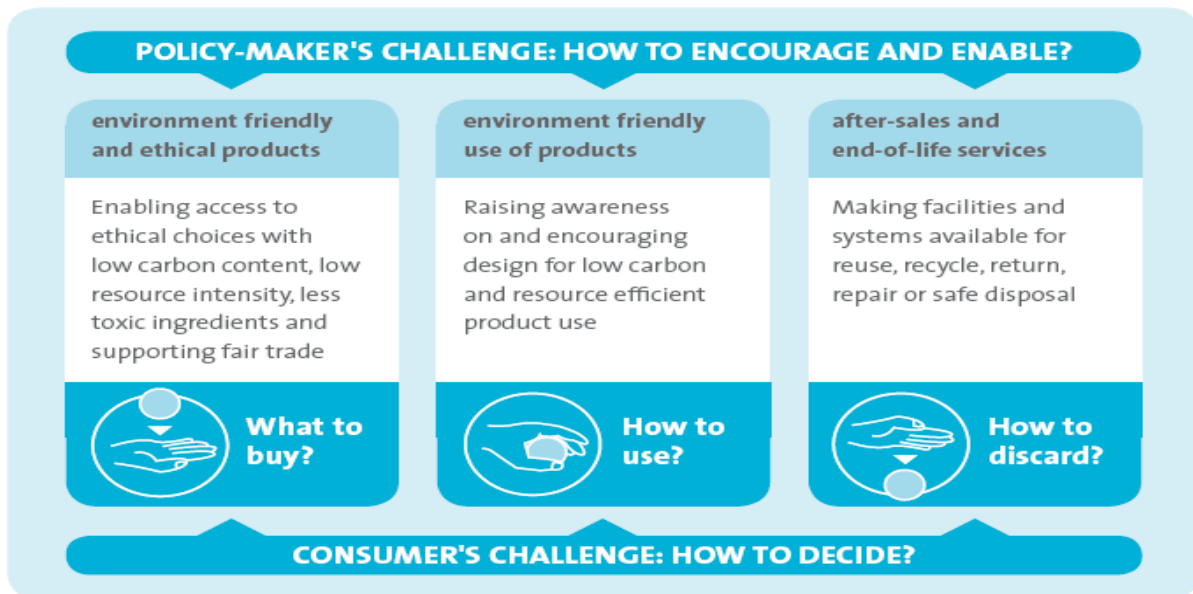 POLICY-MAKER'S CHALLENGE: HOW TO ENCOURAGE AND ENABLE?
environment friendly
and ethical products
Enabling access to
ethical choices with
low carbon content, low
resource intensity, less
toxic ingredients and
supporting fair trade
What to
buy?
environment friendly
use of products
Raising awareness
on and encouraging
design for low carbon
and resource efficient
product use
How to
use?
after-sales and
end-of-life services
Making facilities and
systems available for
reuse, recycle, return,
repair or safe disposal
How to
discard?
CONSUMER'S CHALLENGE: HOW TO DECIDE?